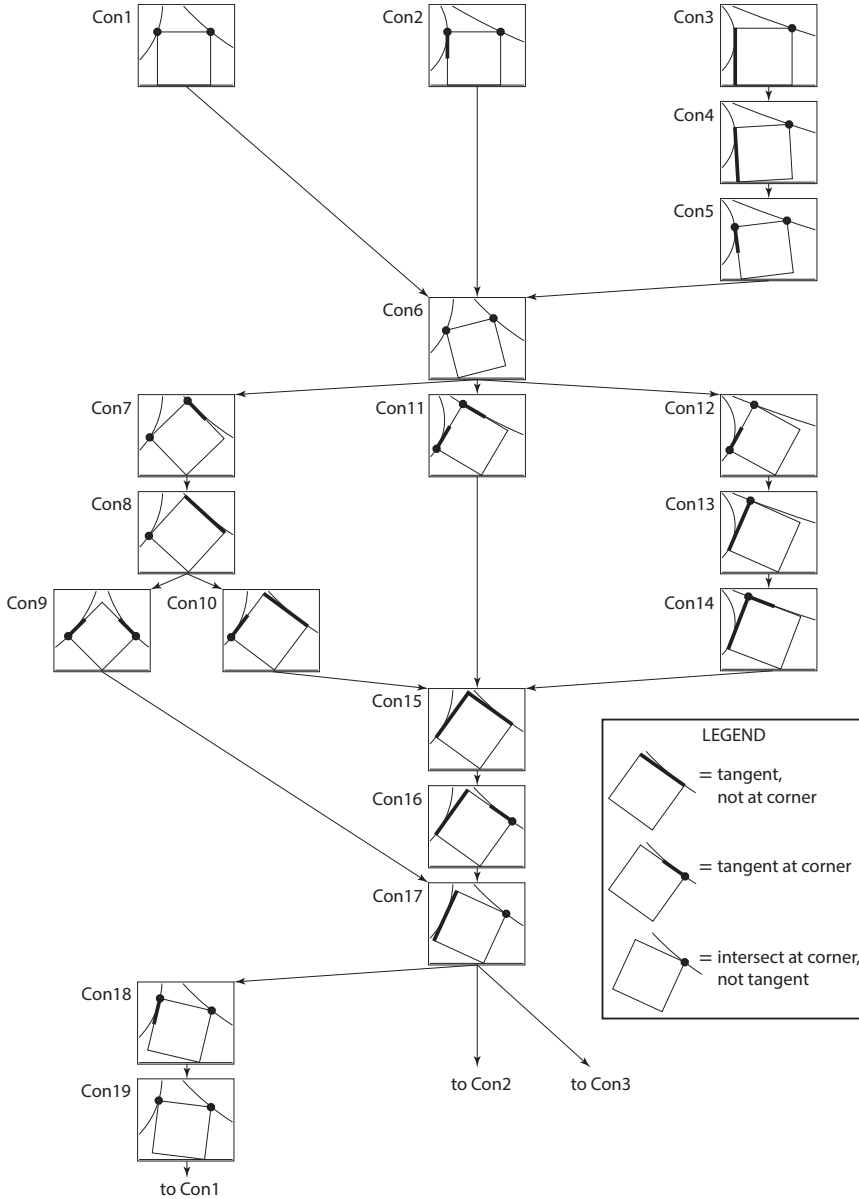 Con1
Con2
Con3
Con4
Con5
Con6
Con7
Con11
Con12
Con8
Con13
Con9
Con10
Con14
Con15
LEGEND
= tangent,
not at corner
Con16
= tangent at corner
Con17
= intersect at corner,
not tangent
Con18
Con19
to Con2
to Con3
to Con1